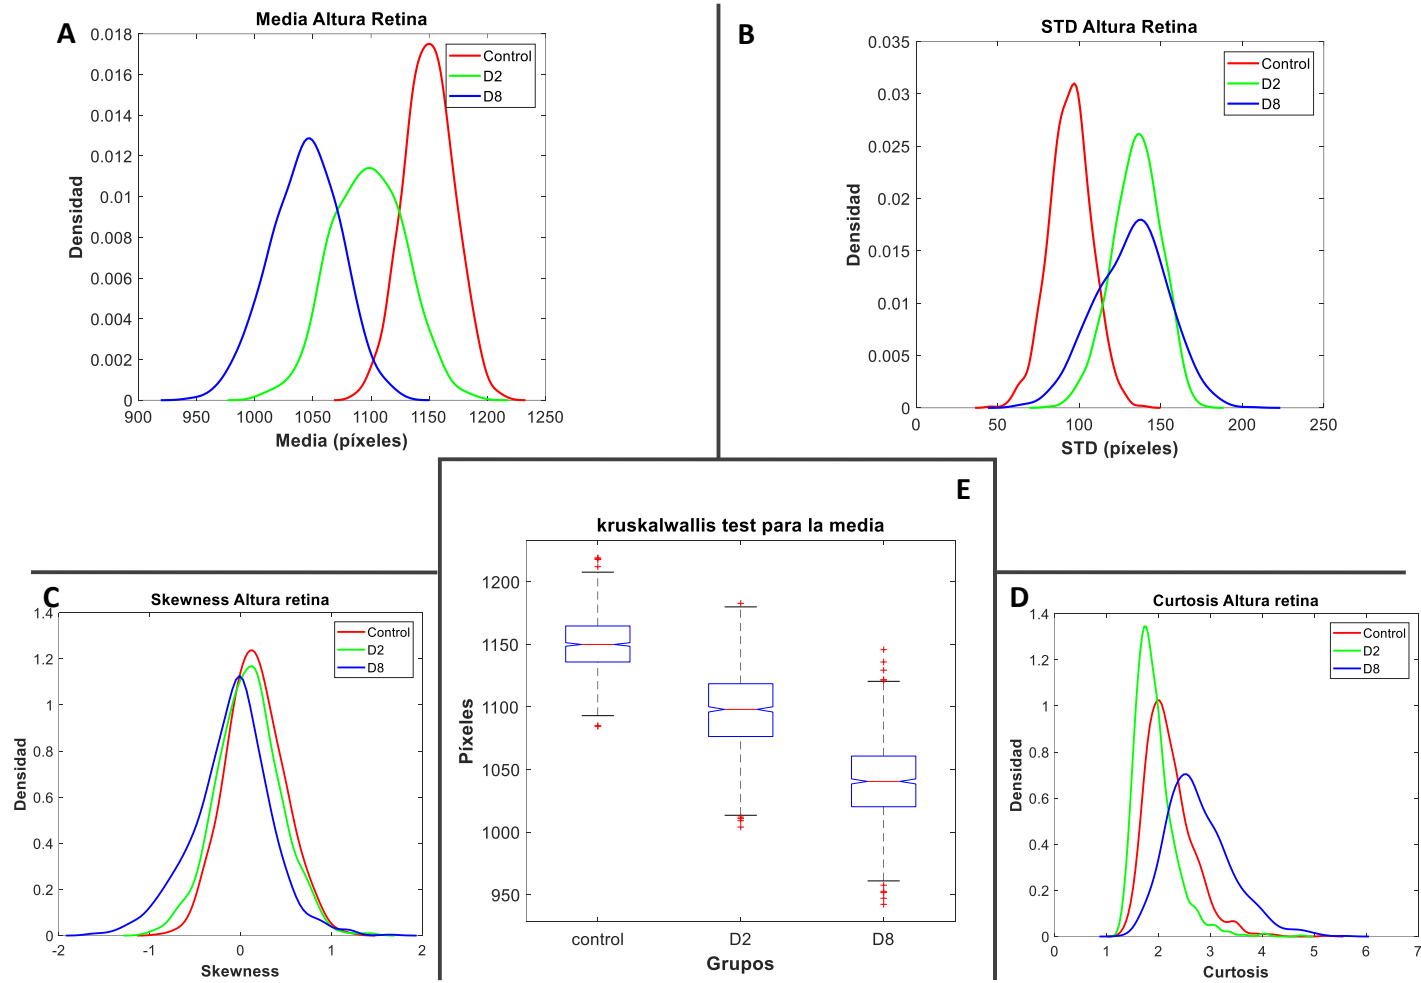 A
Media Altura Retina
Control
D2
D8
0.018
0.016
0.014
0.012
0.01
0.008
0.006
0.004
0.002
0
Densidad
900 950 1000 1050 1100 1150 1200 1250
Media (píxeles)
B
STD Altura Retina
Control
D2
D8
0.035
0.03
0.025
0.02
0.015
0.01
0.005
0
Densidad
0 50 100 150 200 250
STD (píxeles)
C
Skewness Altura retina
Control
D2
D8
1.4
1.2
1
0.8
0.6
0.4
0.2
0
Densidad
-2 -1 0 1 2
Skewness
E
kruskalwallis test para la media
1200
1150
1100
1050
1000
950
Píxeles
control D2 D8
Grupos
D
Curtosis Altura retina
Control
D2
D8
1.4
1.2
1
0.8
0.6
0.4
0.2
0
Densidad
0 1 2 3 4 5 6 7
Curtosis